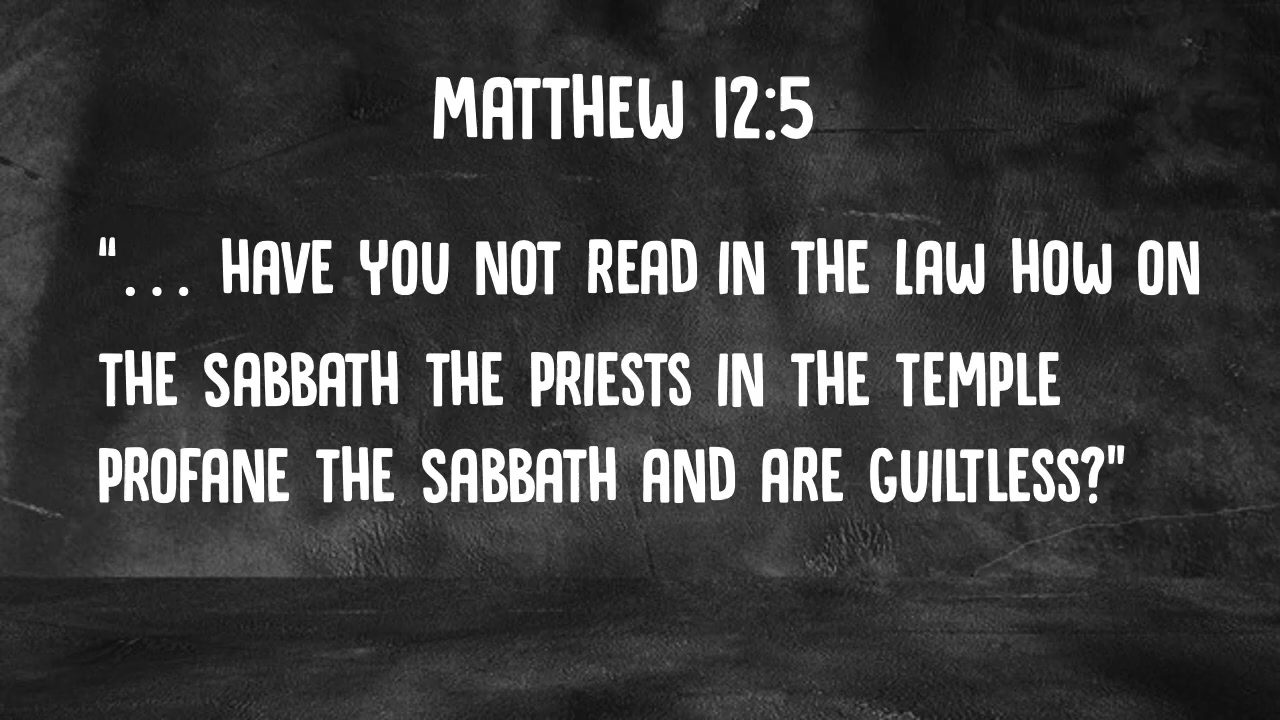 MATTHEW 12:5
“... HAVE YOU NOT READ IN THE LAW HOW ON
THE SABBATH THE PRIESTS IN THE TEMPLE
PROFANE THE SABBATH AND ARE GUILTLESS?"